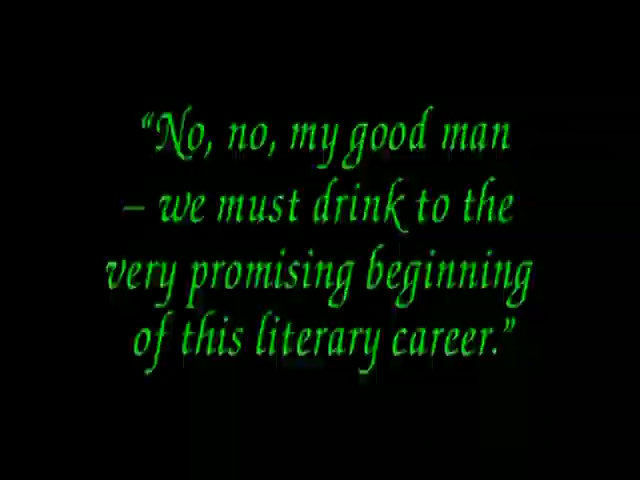 “No, no, my good man
– we must drink to the
very promising beginning
of this literary career.”